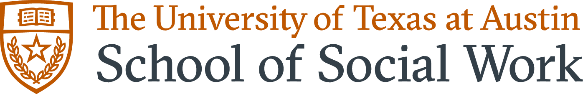 The University of Texas at Austin
School of Social Work